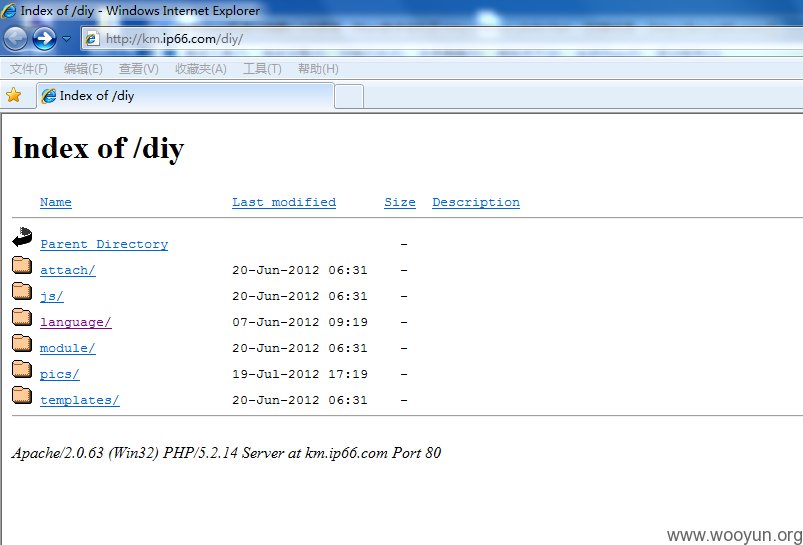 Index of /diy - Windows Internet Explorer
http://km.ip66.com/diy/
文件(F) 编辑(E) 查看(V) 收藏夹(A) 工具(T) 帮助(H)
Index of /diy
Index of /diy
Name Last modified Size Description
Parent Directory -
attach/ 20-Jun-2012 06:31 -
js/ 20-Jun-2012 06:31 -
language/ 07-Jun-2012 09:19 -
module/ 20-Jun-2012 06:31 -
pics/ 19-Jul-2012 17:19 -
templates/ 20-Jun-2012 06:31 -
Apache/2.0.63 (Win32) PHP/5.2.14 Server at km.ip66.com Port 80
www.wooyun.org